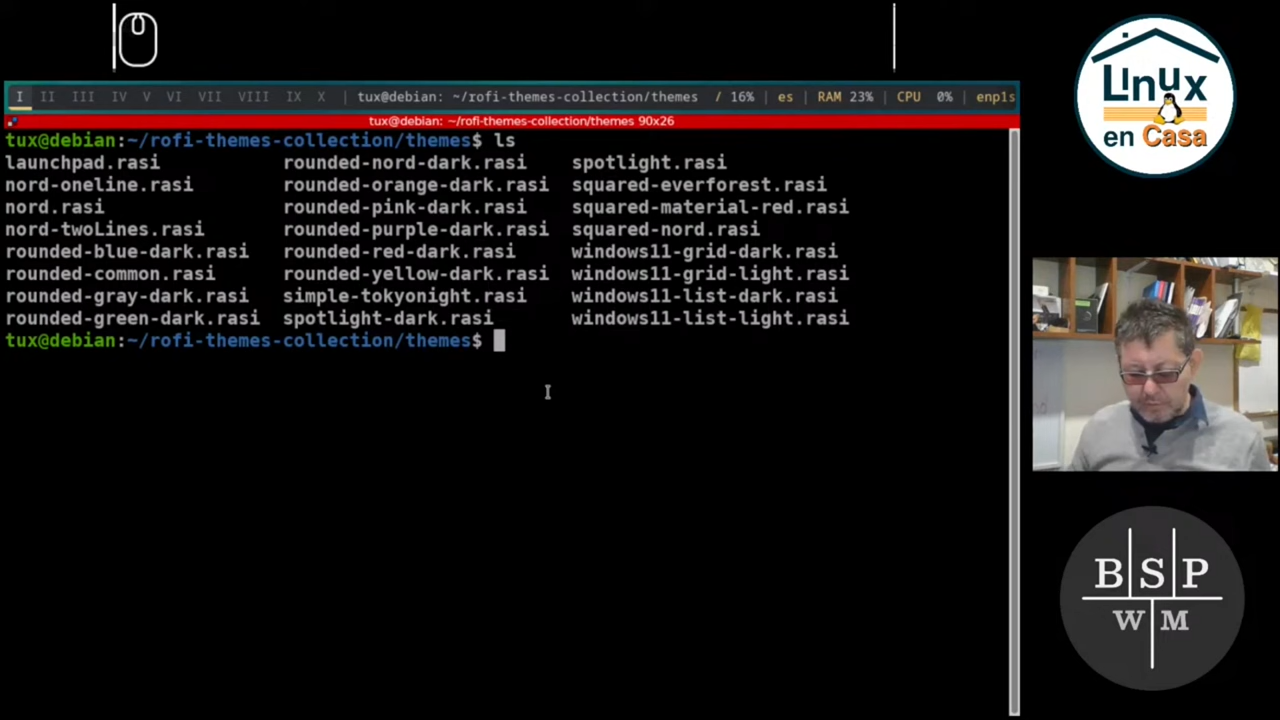 I II III IV V VI VII VIII IX X | tux@debian: ~/rofi-themes-collection/themes / 16% | es | RAM 23% | CPU 0% | enp1s
tux@debian: ~/rofi-themes-collection/themes 90x26
tux@debian:~/rofi-themes-collection/themes$ ls
launchpad.rasi rounded-nord-dark.rasi spotlight.rasi
nord-oneline.rasi rounded-orange-dark.rasi squared-everforest.rasi
nord.rasi rounded-pink-dark.rasi squared-material-red.rasi
nord-twoLines.rasi rounded-purple-dark.rasi squared-nord.rasi
rounded-blue-dark.rasi rounded-red-dark.rasi windows11-grid-dark.rasi
rounded-common.rasi rounded-yellow-dark.rasi windows11-grid-light.rasi
rounded-gray-dark.rasi simple-tokyonight.rasi windows11-list-dark.rasi
rounded-green-dark.rasi spotlight-dark.rasi windows11-list-light.rasi
tux@debian:~/rofi-themes-collection/themes$
Linux
en Casa
BSP
WM